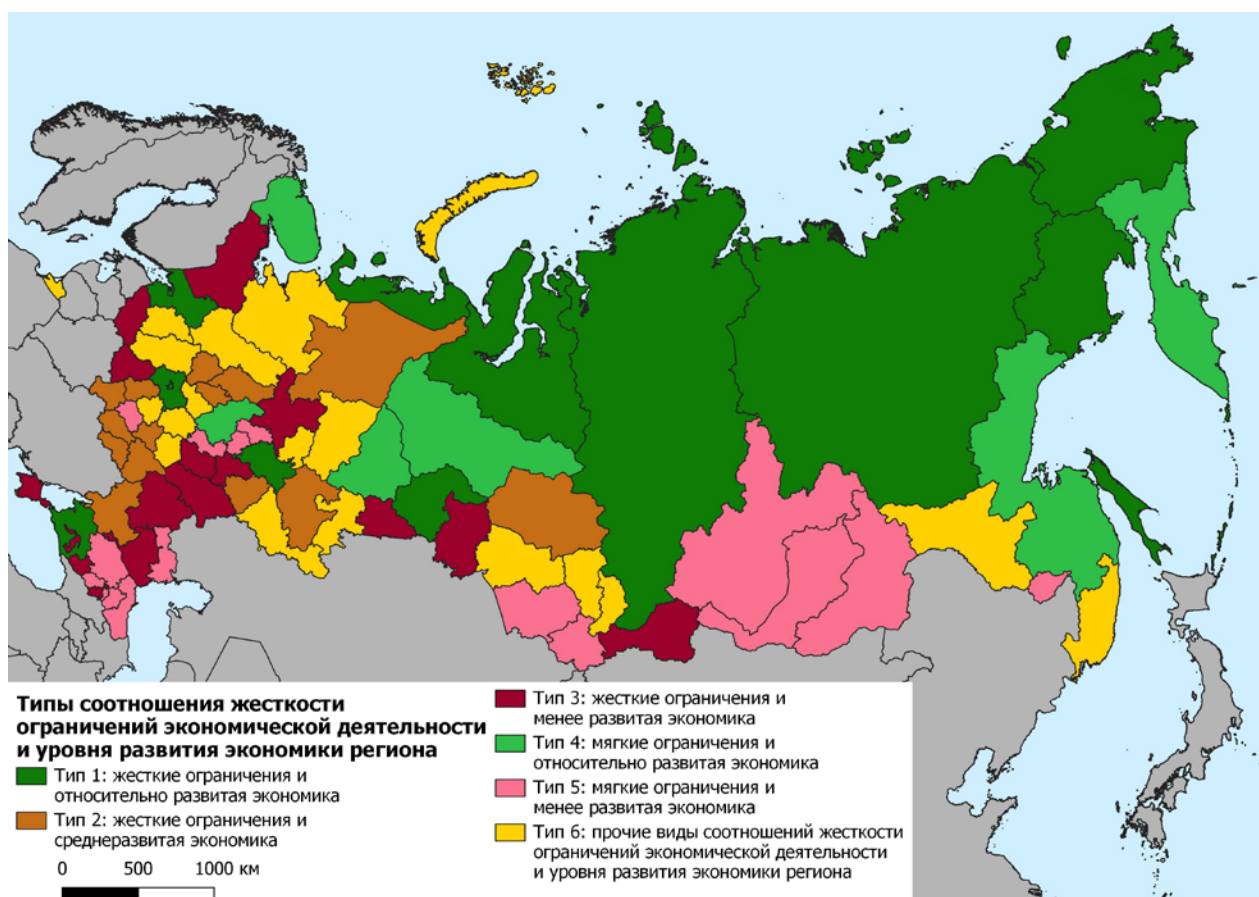 Типы соотношения жесткости
ограничений экономической деятельности
и уровня развития экономики региона
Тип 1: жесткие ограничения и
относительно развитая экономика
Тип 2: жесткие ограничения и
среднеразвитая экономика
0 500 1000 км
Тип 3: жесткие ограничения и
менее развитая экономика
Тип 4: мягкие ограничения и
относительно развитая экономика
Тип 5: мягкие ограничения и
менее развитая экономика
Тип 6: прочие виды соотношений жесткости
ограничений экономической деятельности
и уровня развития экономики региона